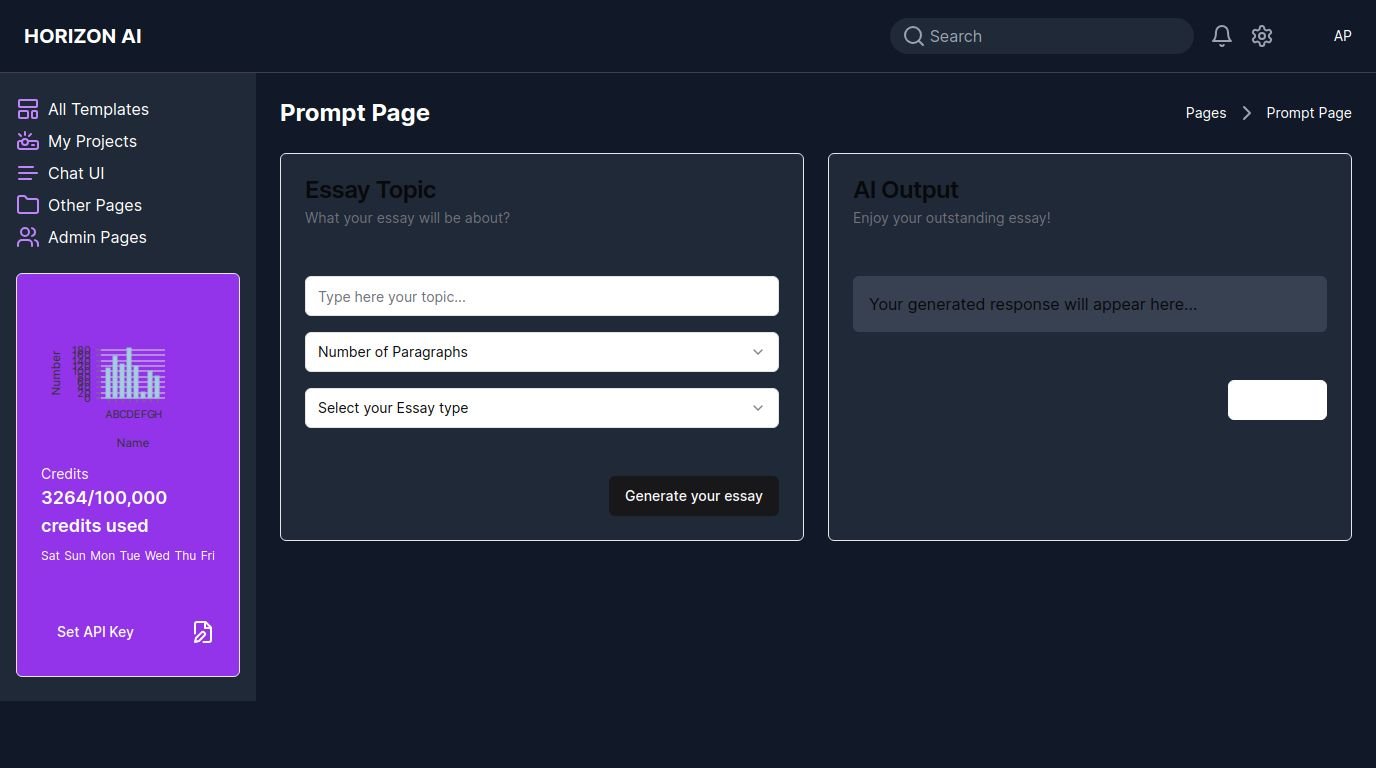 HORIZON AI
Search
AP
All Templates
My Projects
Chat UI
Other Pages
Admin Pages
Number
180
20
0
ABCDEFGH
Name
Credits
3264/100,000
credits used
Sat Sun Mon Tue Wed Thu Fri
Set API Key
Prompt Page
Pages
Prompt Page
Essay Topic
What your essay will be about?
Type here your topic...
Number of Paragraphs
Select your Essay type
Generate your essay
AI Output
Enjoy your outstanding essay!
Your generated response will appear here...